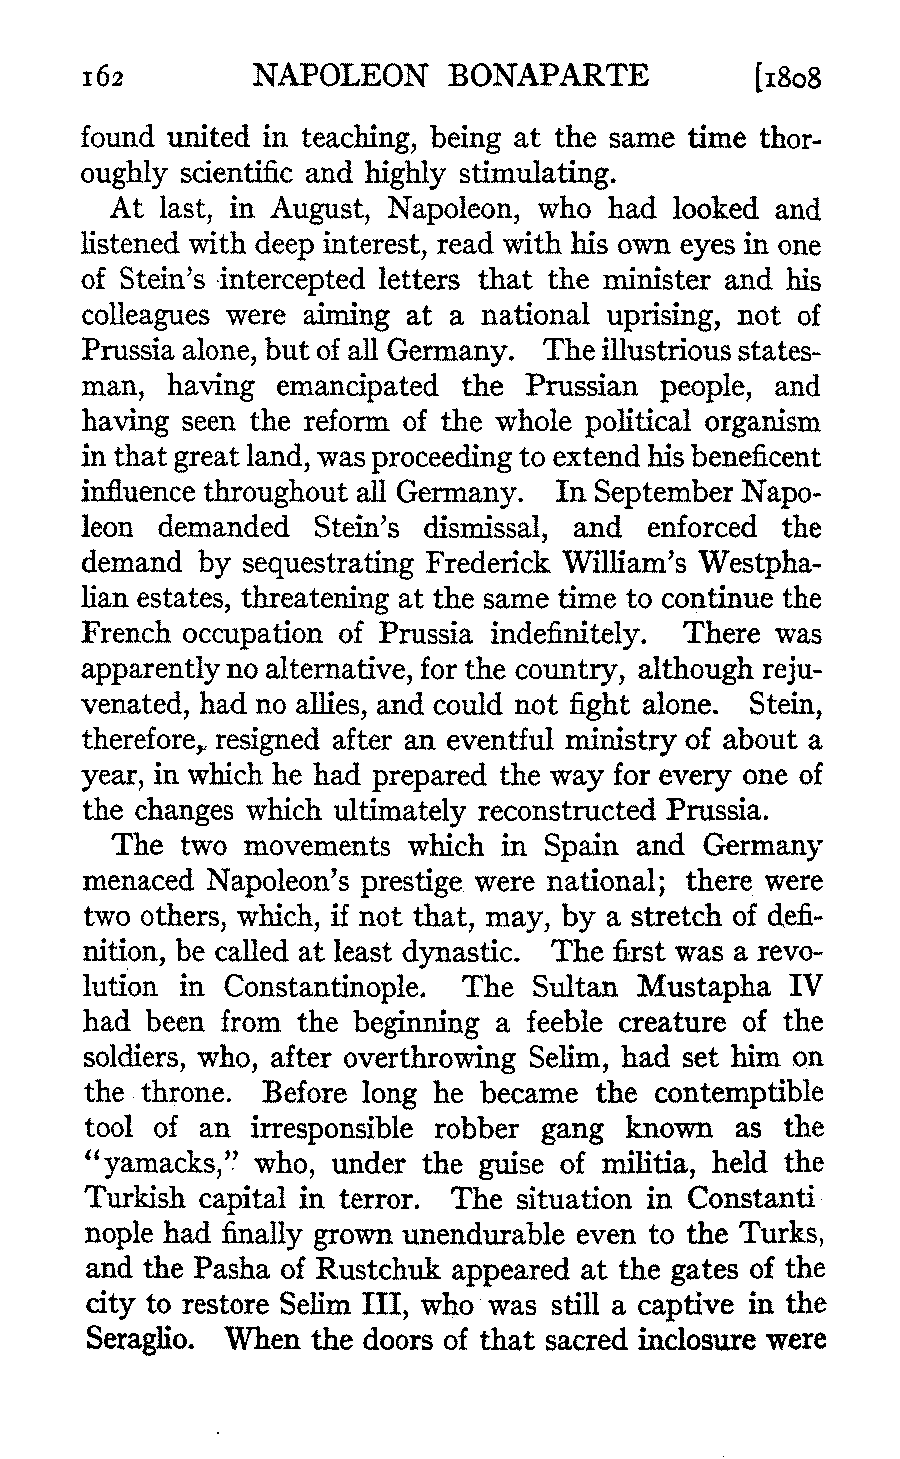 162 NAPOLEON BONAPARTE [1808
found united in teaching, being at the same time thor-
oughly scientific and highly stimulating.
At last, in August, Napoleon, who had looked and
listened with deep interest, read with his own eyes in one
of Stein's intercepted letters that the minister and his
colleagues were aiming at a national uprising, not of
Prussia alone, but of all Germany. The illustrious states-
man, having emancipated the Prussian people, and
having seen the reform of the whole political organism
in that great land, was proceeding to extend his beneficent
influence throughout all Germany. In September Napo-
leon demanded Stein's dismissal, and enforced the
demand by sequestrating Frederick William's Westpha-
lian estates, threatening at the same time to continue the
French occupation of Prussia indefinitely. There was
apparently no alternative, for the country, although reju-
venated, had no allies, and could not fight alone. Stein,
therefore, resigned after an eventful ministry of about a
year, in which he had prepared the way for every one of
the changes which ultimately reconstructed Prussia.
The two movements which in Spain and Germany
menaced Napoleon's prestige were national; there were
two others, which, if not that, may, by a stretch of defi-
nition, be called at least dynastic. The first was a revo-
lution in Constantinople. The Sultan Mustapha IV
had been from the beginning a feeble creature of the
soldiers, who, after overthrowing Selim, had set him on
the throne. Before long he became the contemptible
tool of an irresponsible robber gang known as the
"yamacks," who, under the guise of militia, held the
Turkish capital in terror. The situation in Constanti
nople had finally grown unendurable even to the Turks,
and the Pasha of Rustchuk appeared at the gates of the
city to restore Selim III, who was still a captive in the
Seraglio. When the doors of that sacred inclosure were